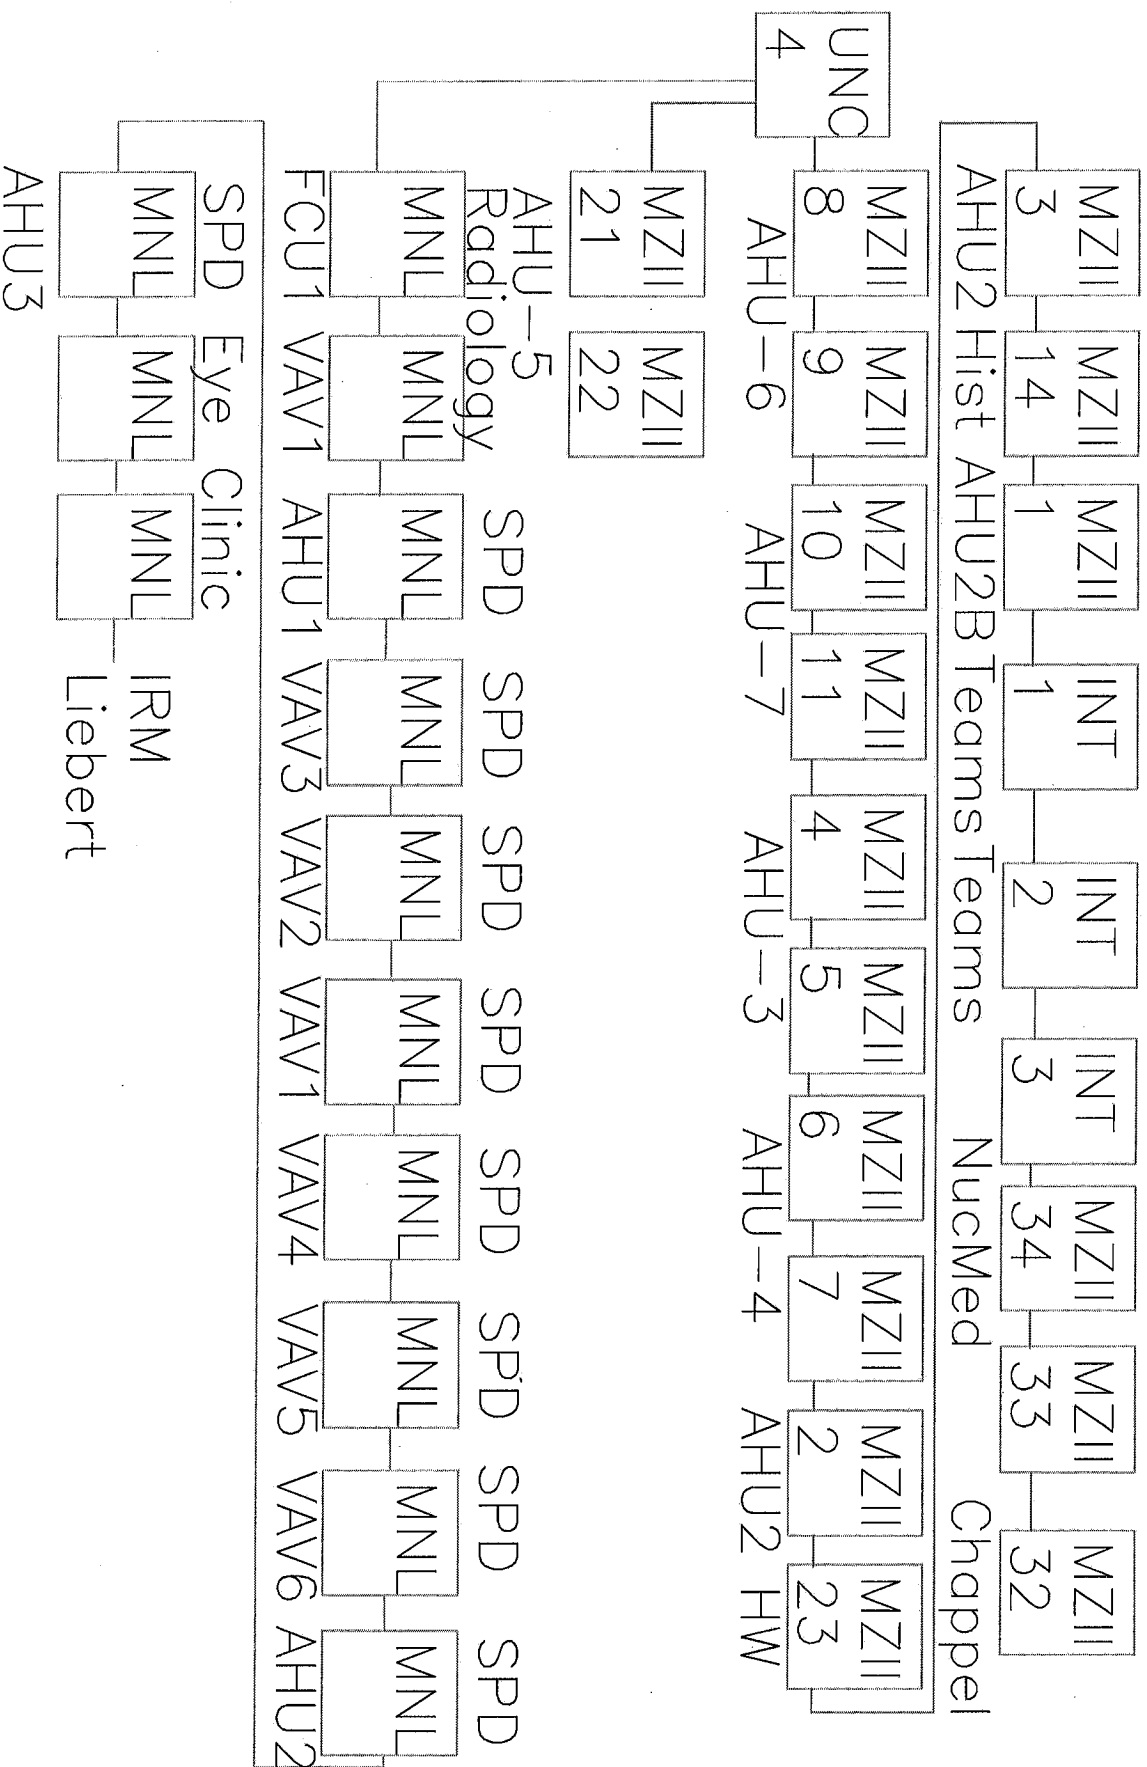 MZII MZII MZII INT INT INT MZII MZII MZII
3 14 1 1 2 3 34 33 32
AHU2 Hist AHU2B Teams Teams NucMed Chappel
UNC MZII MZII MZII MZII MZII MZII MZII MZII MZII MZII
4 8 9 10 11 4 5 6 7 2 23
AHU-6 AHU-7 AHU-3 AHU-4 AHU2 HW
MZII MZII
21 22
AHU-5
Radiology SPD SPD SPD SPD SPD SPD SPD SPD
MNL MNL MNL MNL MNL MNL MNL MNL MNL MNL
FCU1 VAV1 AHU1 VAV3 VAV2 VAV1 VAV4 VAV5 VAV6 AHU2
SPD Eye Clinic
MNL MNL MNL IRM
Liebert
AHU3